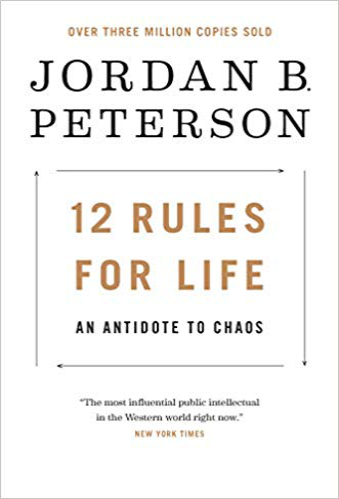 OVER THREE MILLION COPIES SOLD
JORDAN B.
PETERSON
12 RULES
FOR LIFE
AN ANTIDOTE TO CHAOS
“The most influential public intellectual
in the Western world right now.”
NEW YORK TIMES